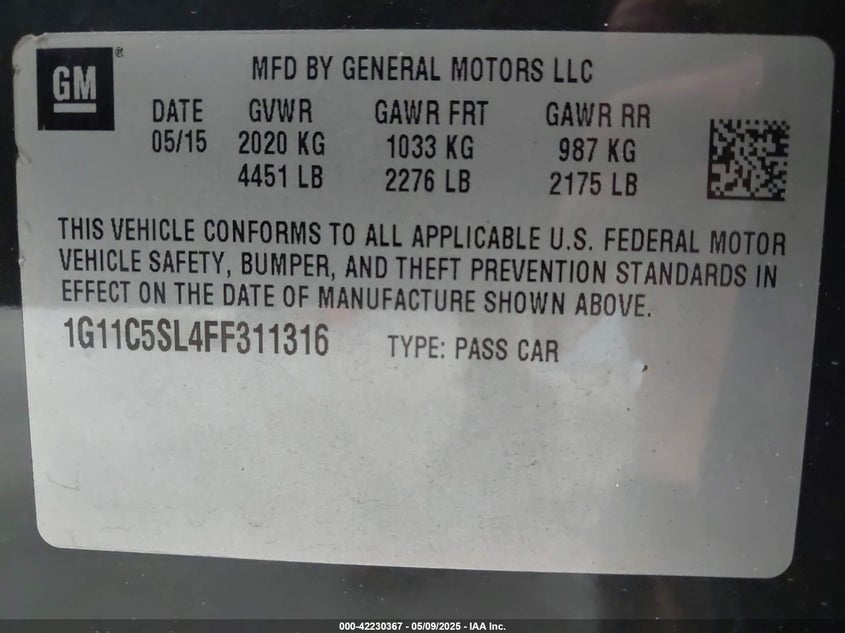 GM®
MFD BY GENERAL MOTORS LLC
DATE GVWR GAWR FRT GAWR RR
05/15 2020 KG 1033 KG 987 KG
4451 LB 2276 LB 2175 LB
THIS VEHICLE CONFORMS TO ALL APPLICABLE U.S. FEDERAL MOTOR
VEHICLE SAFETY, BUMPER, AND THEFT PREVENTION STANDARDS IN
EFFECT ON THE DATE OF MANUFACTURE SHOWN ABOVE.
1G11C5SL4FF311316 TYPE: PASS CAR
000-42230367 — 05/09/2025 — IAA Inc.